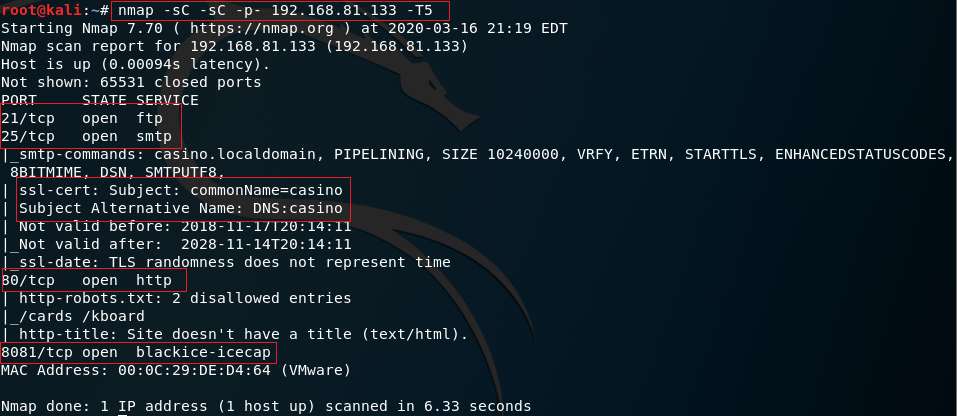 root@kali:~# nmap -sC -sC -p- 192.168.81.133 -T5
Starting Nmap 7.70 ( https://nmap.org ) at 2020-03-16 21:19 EDT
Nmap scan report for 192.168.81.133 (192.168.81.133)
Host is up (0.00094s latency).
Not shown: 65531 closed ports
PORT     STATE SERVICE
21/tcp   open  ftp
25/tcp   open  smtp
|_smtp-commands: casino.localdomain, PIPELINING, SIZE 10240000, VRFY, ETRN, STARTTLS, ENHANCEDSTATUSCODES,
 8BITMIME, DSN, SMTPUTF8,
| ssl-cert: Subject: commonName=casino
| Subject Alternative Name: DNS:casino
| Not valid before: 2018-11-17T20:14:11
|_Not valid after:  2028-11-14T20:14:11
|_ssl-date: TLS randomness does not represent time
80/tcp   open  http
| http-robots.txt: 2 disallowed entries
|_/cards /kboard
|_http-title: Site doesn't have a title (text/html).
8081/tcp open  blackice-icecap
MAC Address: 00:0C:29:DE:D4:64 (VMware)
Nmap done: 1 IP address (1 host up) scanned in 6.33 seconds